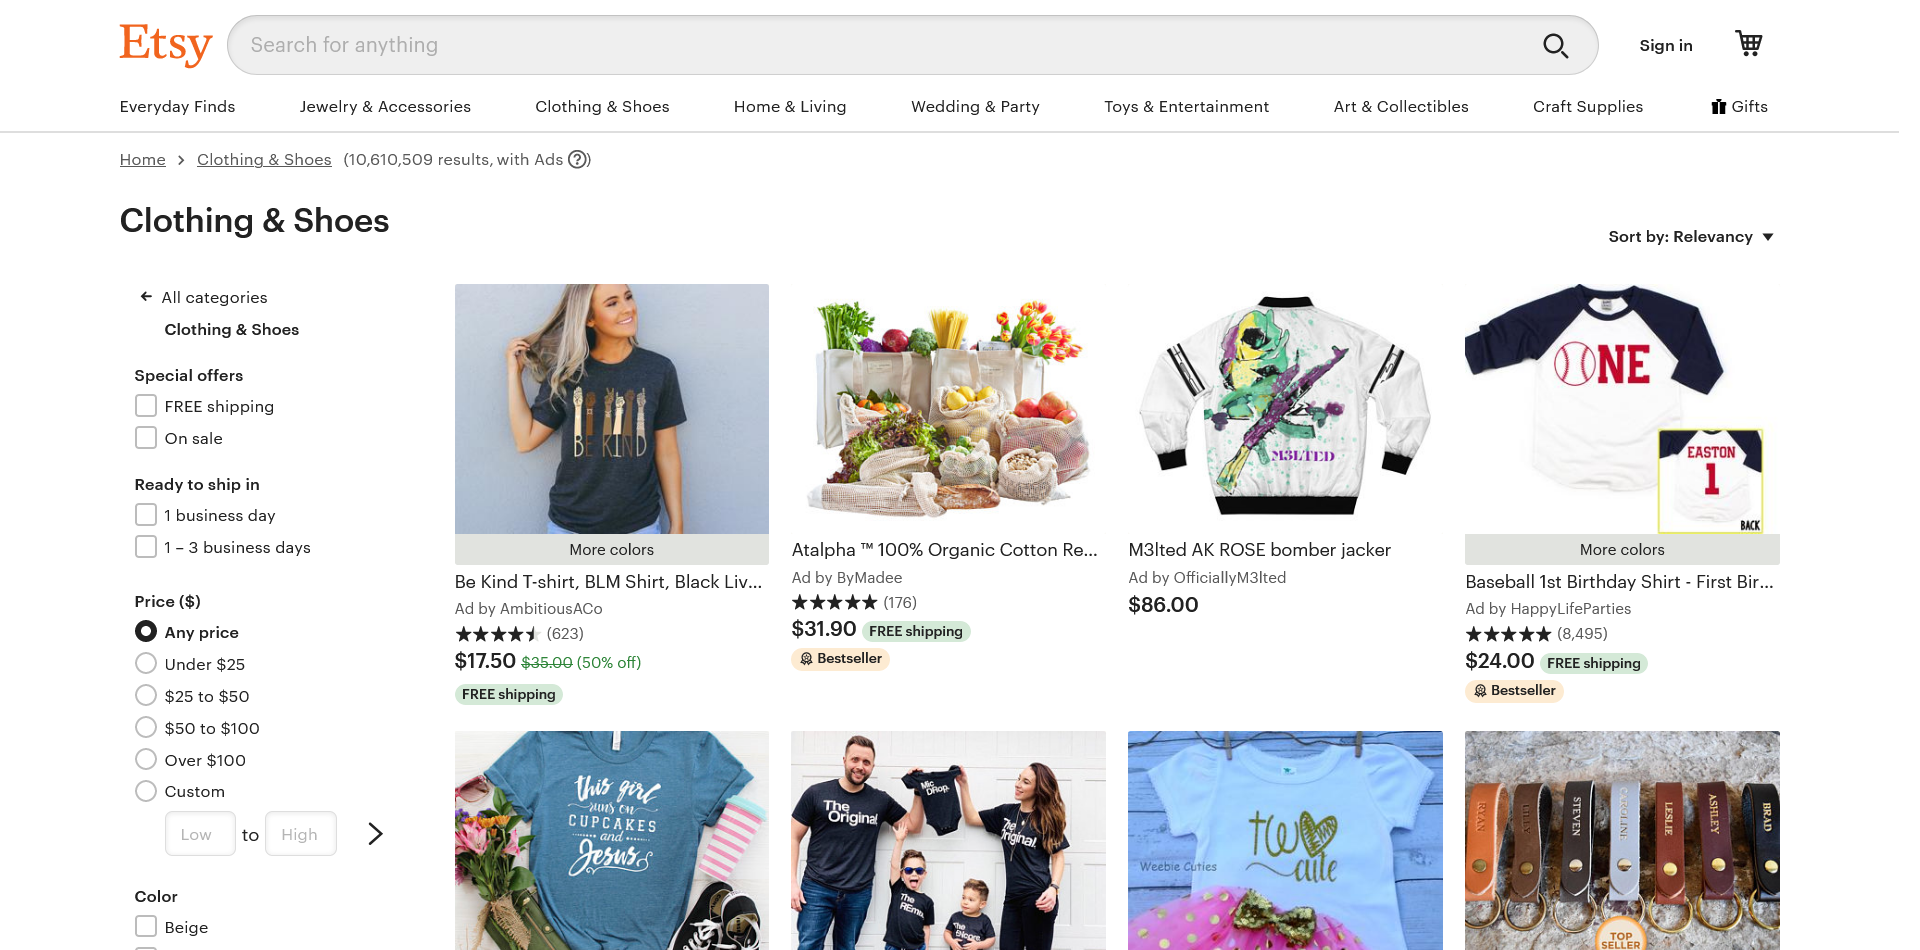 Etsy
Search for anything
Sign in
Everyday Finds
Jewelry & Accessories
Clothing & Shoes
Home & Living
Wedding & Party
Toys & Entertainment
Art & Collectibles
Craft Supplies
Gifts
Home
Clothing & Shoes
(10,610,509 results, with Ads ?)
Clothing & Shoes
Sort by: Relevancy
All categories
Clothing & Shoes
Special offers
FREE shipping
On sale
Ready to ship in
1 business day
1 – 3 business days
Price ($)
Any price
Under $25
$25 to $50
$50 to $100
Over $100
Custom
Low to High
Color
Beige
BE KIND
More colors
Be Kind T-shirt, BLM Shirt, Black Liv...
Ad by AmbitiousACo
(623)
$17.50 $35.00 (50% off)
FREE shipping
Atalpha ™ 100% Organic Cotton Re...
Ad by ByMadee
(176)
$31.90 FREE shipping
Bestseller
M3LTED
M3lted AK ROSE bomber jacker
Ad by OfficiallyM3lted
$86.00
ONE
EASTON
1
BACK
More colors
Baseball 1st Birthday Shirt - First Bir...
Ad by HappyLifeParties
(8,495)
$24.00 FREE shipping
Bestseller
this girl
runs on
CUPCAKES
and
Jesus
The
Original.
Mic
DRop.
The
Original.
The
REmix.
The
Encore.
two
cute
Weebie Cuties
RYAN
LILLY
STEVEN
CAROLINE
LESLIE
ASHLEY
BRAD
TOP
SELLER